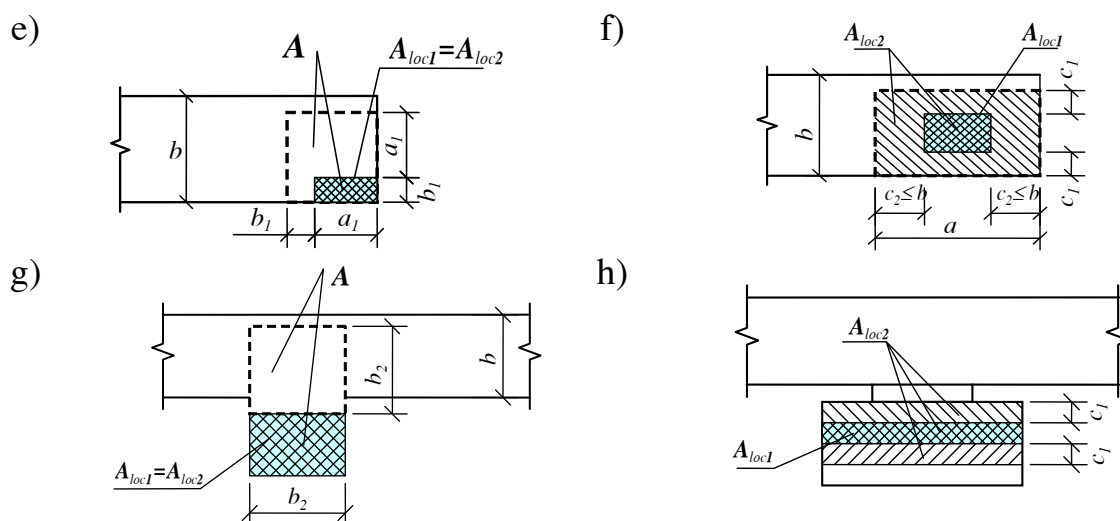 e)
A
A_loc1=A_loc2
b
a_1
b_1
b_1
a_1
f)
A_loc2
A_loc1
c_1
b
c_1
c_2≤b
c_2≤b
a
g)
A
b
b_2
A_loc1=A_loc2
b_2
h)
A_loc2
c_1
A_loc1
c_1